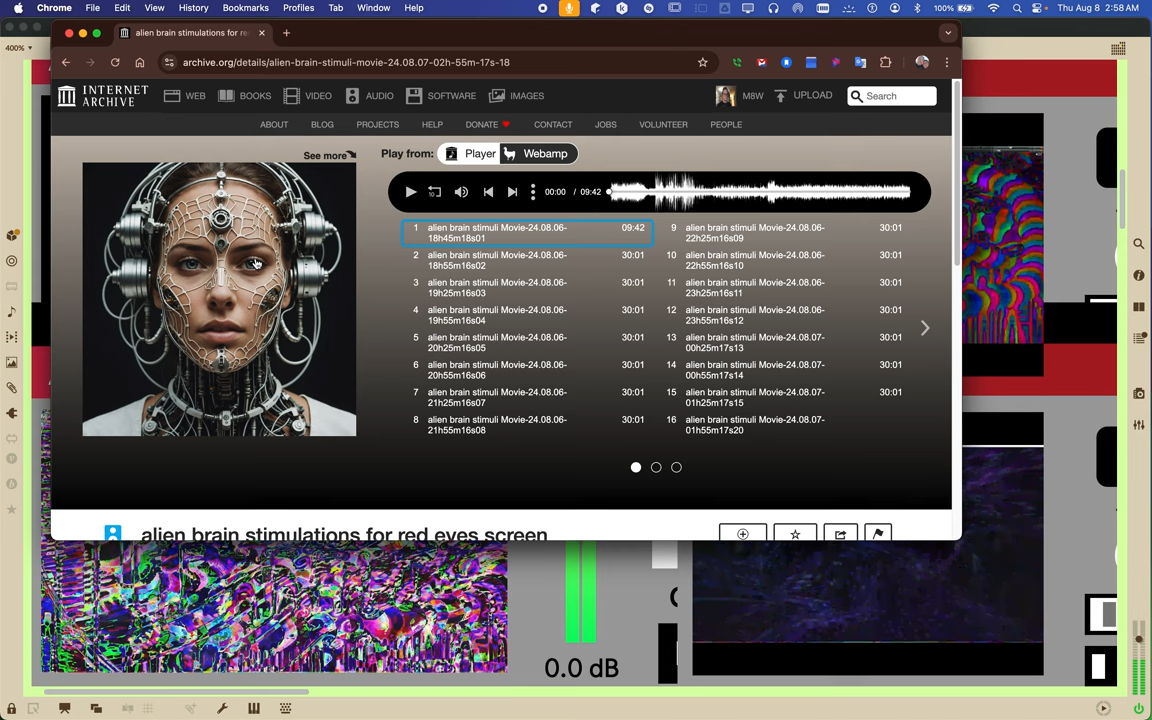 Chrome File Edit View History Bookmarks Profiles Tab Window Help 100% Thu Aug 8 2:58 AM
400%
alien brain stimulations for re
archive.org/details/alien-brain-stimuli-movie-24.08.07-02h-55m-17s-18
INTERNET ARCHIVE WEB BOOKS VIDEO AUDIO SOFTWARE IMAGES M8W UPLOAD Search
ABOUT BLOG PROJECTS HELP DONATE CONTACT JOBS VOLUNTEER PEOPLE
See more
Play from: Player Webamp
00:00 / 09:42
1 alien brain stimuli Movie-24.08.06- 09:42
18h45m18s01
2 alien brain stimuli Movie-24.08.06- 30:01
18h55m16s02
3 alien brain stimuli Movie-24.08.06- 30:01
19h25m16s03
4 alien brain stimuli Movie-24.08.06- 30:01
19h55m16s04
5 alien brain stimuli Movie-24.08.06- 30:01
20h25m16s05
6 alien brain stimuli Movie-24.08.06- 30:01
20h55m16s06
7 alien brain stimuli Movie-24.08.06- 30:01
21h25m16s07
8 alien brain stimuli Movie-24.08.06- 30:01
21h55m16s08
9 alien brain stimuli Movie-24.08.06- 30:01
22h25m16s09
10 alien brain stimuli Movie-24.08.06- 30:01
22h55m16s10
11 alien brain stimuli Movie-24.08.06- 30:01
23h25m16s11
12 alien brain stimuli Movie-24.08.06- 30:01
23h55m16s12
13 alien brain stimuli Movie-24.08.07- 30:01
00h25m17s13
14 alien brain stimuli Movie-24.08.07- 30:01
00h55m17s14
15 alien brain stimuli Movie-24.08.07- 30:01
01h25m17s15
16 alien brain stimuli Movie-24.08.07-
01h55m17s20
alien brain stimulations for red eyes screen
0.0 dB